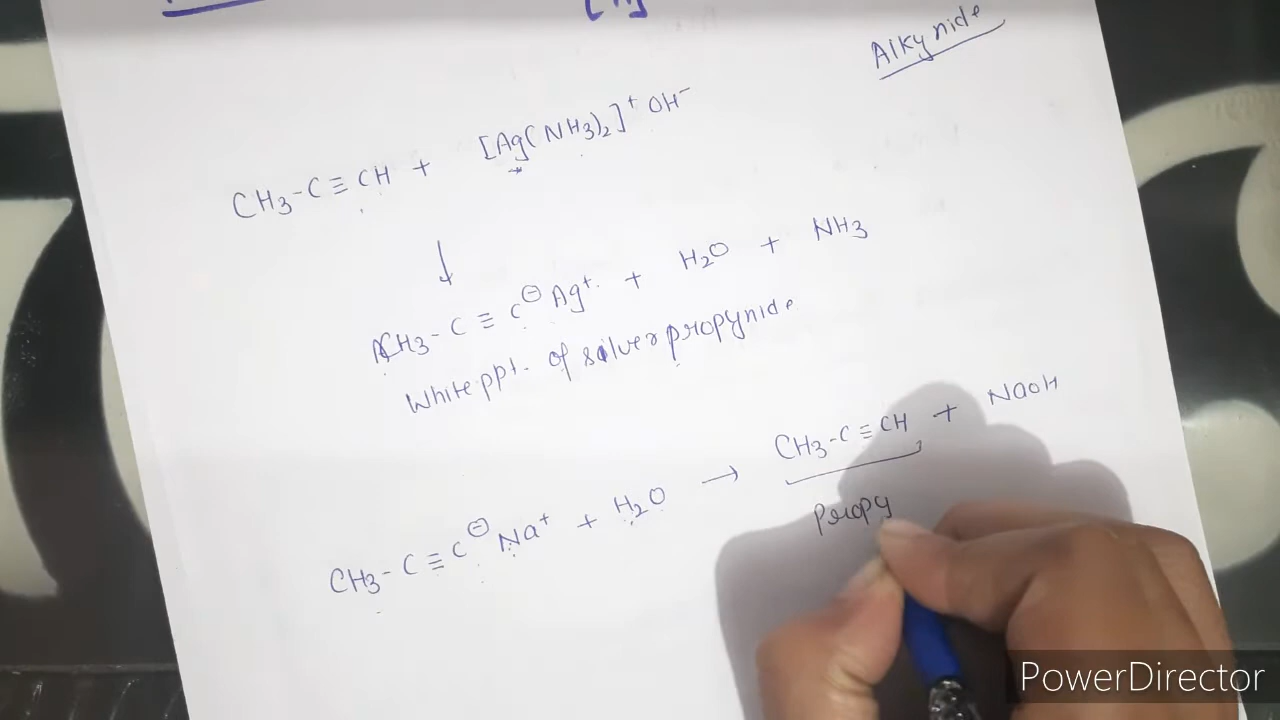 Alkynide
CH3-C≡CH + [Ag(NH3)2]+ OH-
↓
CH3-C≡C⊖Ag+ + H2O + NH3
White ppt. of silver propynide
CH3-C≡C⊖Na+ + H2O → CH3-C≡CH + NaOH
Propy
PowerDirector